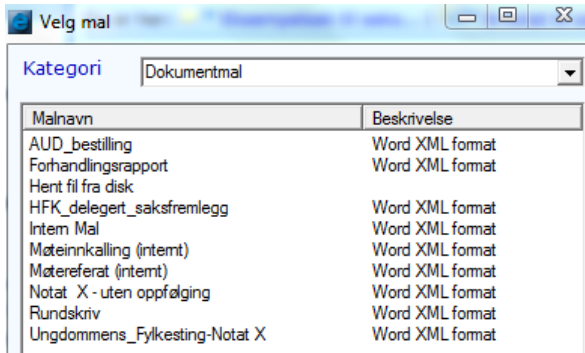 Velg mal
Kategori Dokumentmal
Malnavn Beskrivelse
AUD_bestilling Word XML format
Forhandlingsrapport Word XML format
Hent fil fra disk
HFK_delegert_saksfremlegg Word XML format
Intern Mal Word XML format
Møteinnkalling (internt) Word XML format
Møtereferat (internt) Word XML format
Notat X - uten oppfølging Word XML format
Rundskriv Word XML format
Ungdommens_Fylkesting-Notat X Word XML format